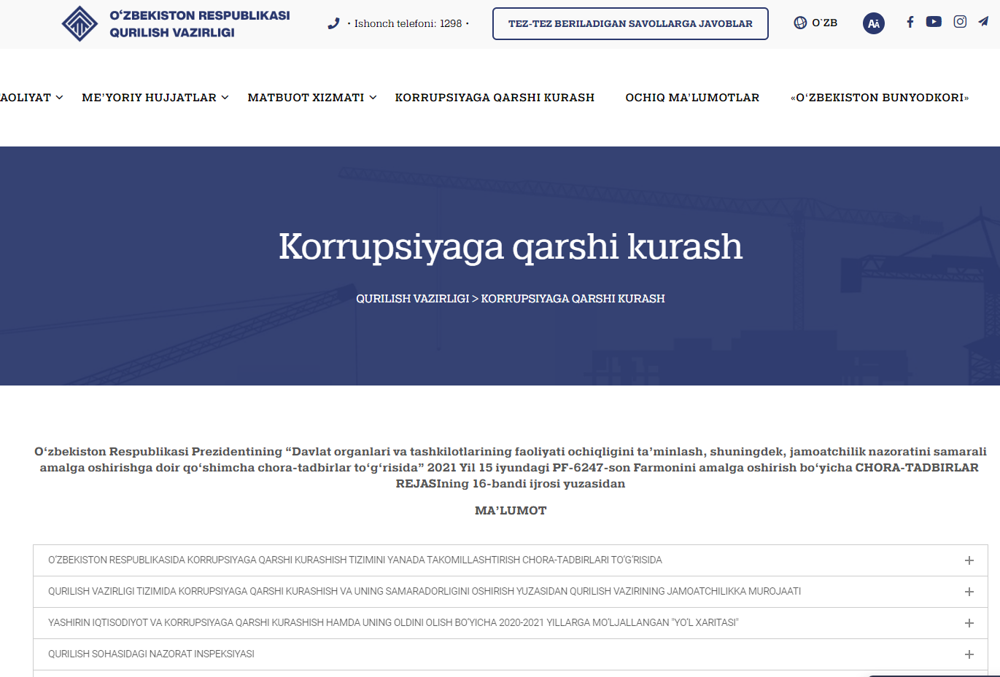 O‘ZBEKISTON RESPUBLIKASI
QURILISH VAZIRLIGI
· Ishonch telefoni: 1298 ·
TEZ-TEZ BERILADIGAN SAVOLLARGA JAVOBLAR
O`ZB
AĂ
AOLIYAT
ME’YORIY HUJJATLAR
MATBUOT XIZMATI
KORRUPSIYAGA QARSHI KURASH
OCHIQ MA’LUMOTLAR
«O‘ZBEKISTON BUNYODKORI»
Korrupsiyaga qarshi kurash
QURILISH VAZIRLIGI > KORRUPSIYAGA QARSHI KURASH
O‘zbekiston Respublikasi Prezidentining “Davlat organlari va tashkilotlarining faoliyati ochiqligini ta’minlash, shuningdek, jamoatchilik nazoratini samarali
amalga oshirishga doir qo‘shimcha chora-tadbirlar to‘g‘risida” 2021 Yil 15 iyundagi PF-6247-son Farmonini amalga oshirish bo‘yicha CHORA-TADBIRLAR
REJASIning 16-bandi ijrosi yuzasidan
MA’LUMOT
O‘ZBEKISTON RESPUBLIKASIDA KORRUPSIYAGA QARSHI KURASHISH TIZIMINI YANADA TAKOMILLASHTIRISH CHORA-TADBIRLARI TO‘G‘RISIDA
QURILISH VAZIRLIGI TIZIMIDA KORRUPSIYAGA QARSHI KURASHISH VA UNING SAMARADORLIGINI OSHIRISH YUZASIDAN QURILISH VAZIRINING JAMOATCHILIKKA MUROJAATI
YASHIRIN IQTISODIYOT VA KORRUPSIYAGA QARSHI KURASHISH HAMDA UNING OLDINI OLISH BO‘YICHA 2020-2021 YILLARGA MO‘LJALLANGAN "YO‘L XARITASI"
QURILISH SOHASIDAGI NAZORAT INSPEKSIYASI